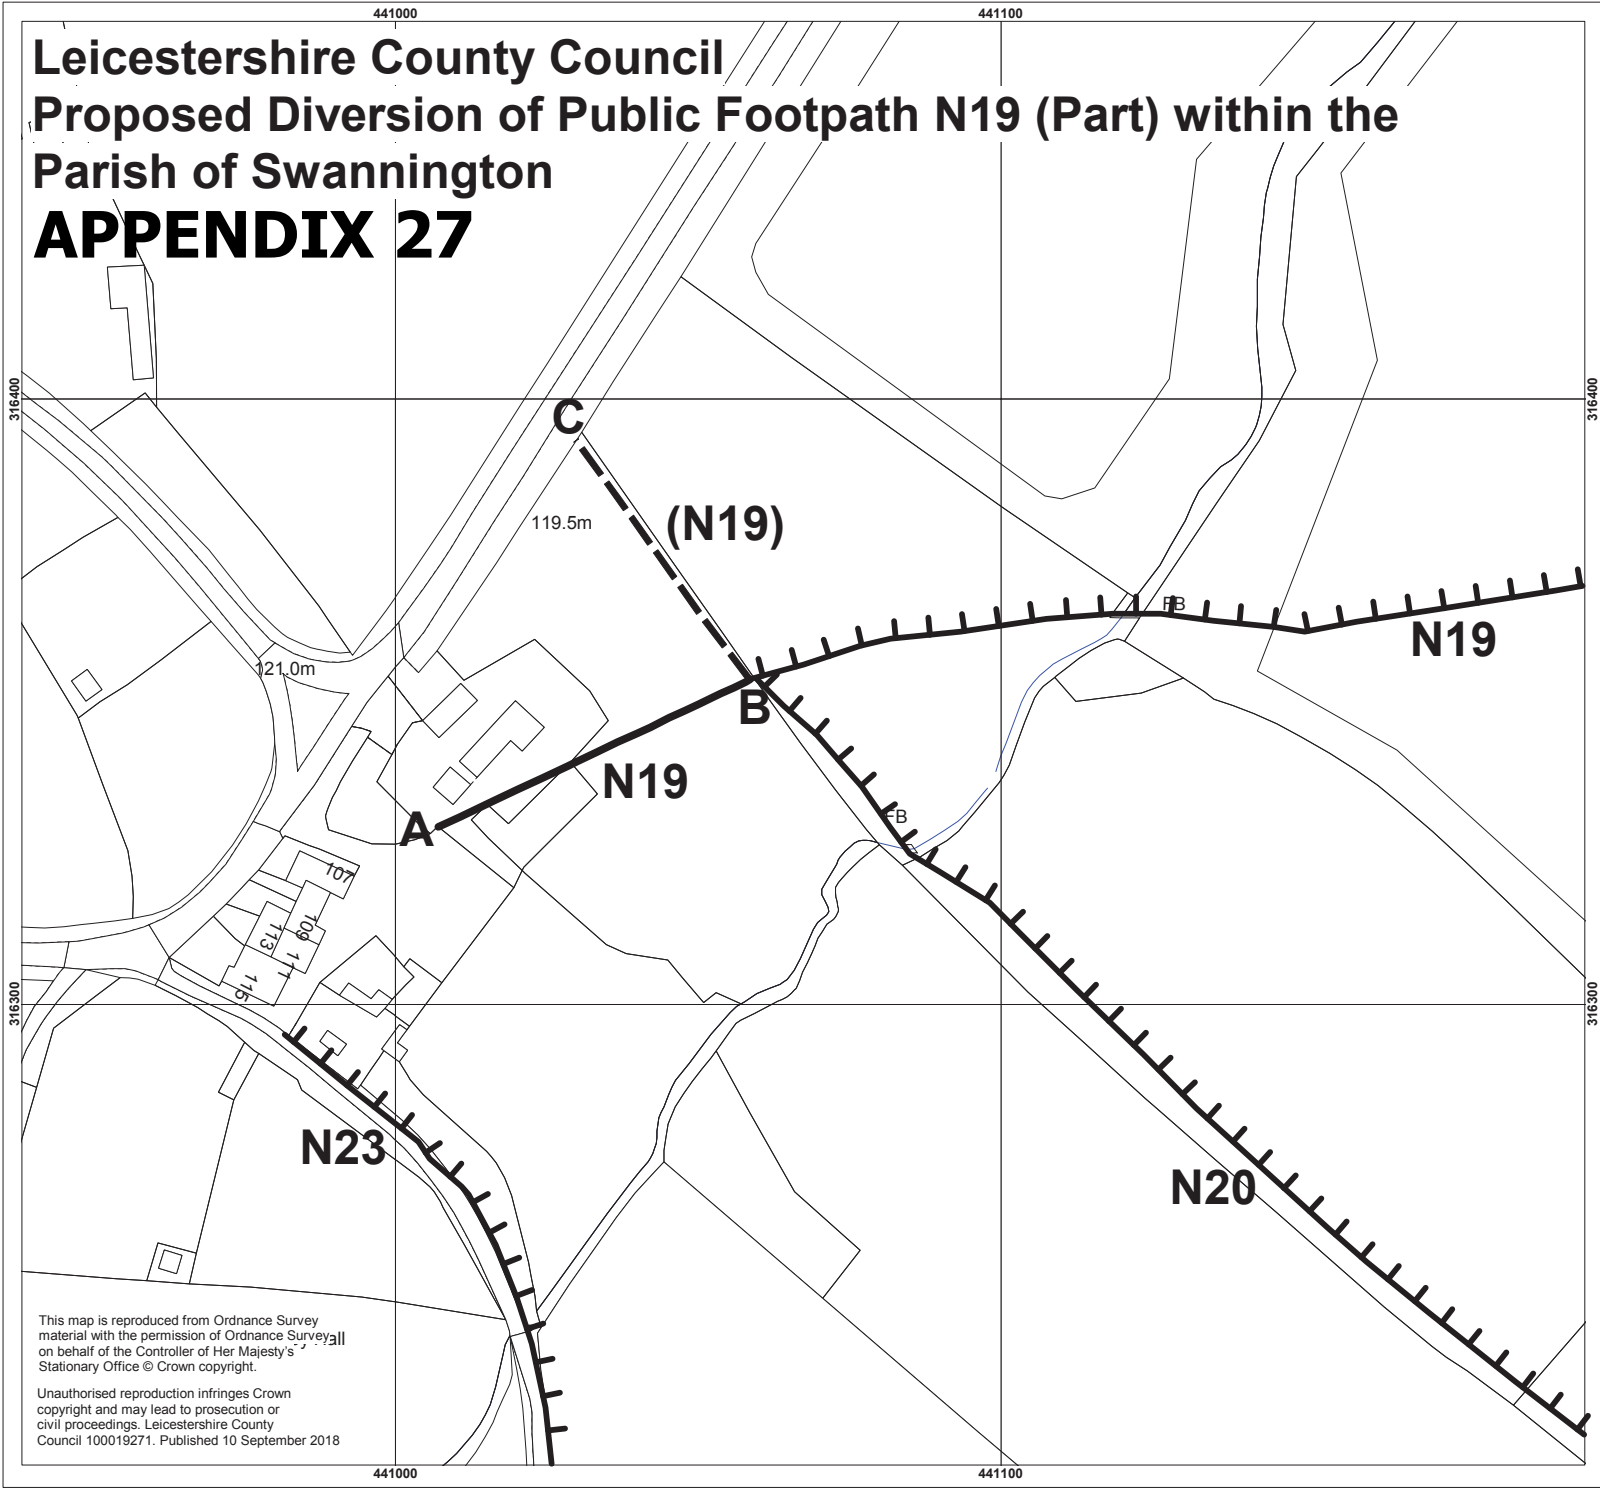 441000
441100
Leicestershire County Council
Proposed Diversion of Public Footpath N19 (Part) within the
Parish of Swannington
APPENDIX 27
316400
316400
C
(N19)
119.5m
FB
N19
121.0m
B
N19
FB
A
107
109
113
111
115
316300
316300
N23
N20
This map is reproduced from Ordnance Survey
material with the permission of Ordnance Survey
on behalf of the Controller of Her Majesty's
Stationary Office © Crown copyright.
Unauthorised reproduction infringes Crown
copyright and may lead to prosecution or
civil proceedings. Leicestershire County
Council 100019271. Published 10 September 2018
441000
441100